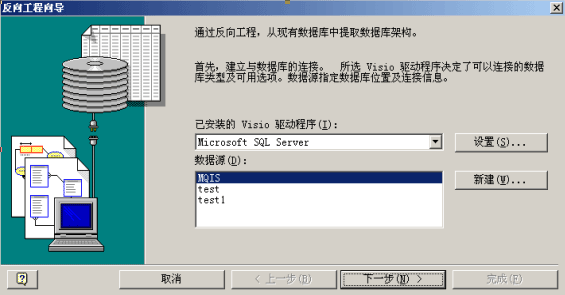 反向工程向导
通过反向工程，从现有数据库中提取数据库架构。
首先，建立与数据库的连接。 所选 Visio 驱动程序决定了可以连接的数据
库类型及可用选项。数据源指定数据库位置及连接信息。
已安装的 Visio 驱动程序(I):
Microsoft SQL Server
设置(S)...
数据源(D):
MQIS
新建(W)...
test
test1
取消
< 上一步(B)
下一步(N) >
完成(F)